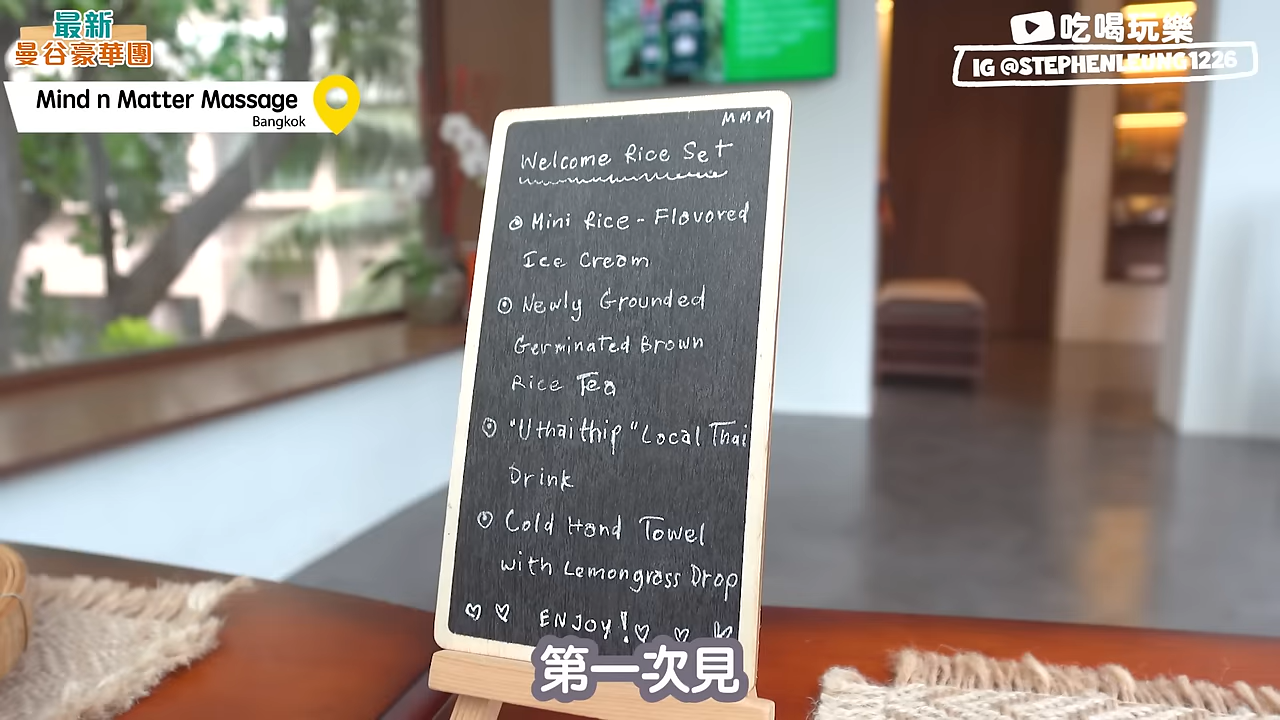 最新
曼谷豪華團
Mind n Matter Massage
Bangkok
吃喝玩樂
IG @STEPHENLEUNG1226
MMM
Welcome Rice Set
Mini Rice - Flavored
Ice Cream
Newly Grounded
Germinated Brown
Rice Tea
"Uthaithip" Local Thai
Drink
Cold Hand Towel
with Lemongrass Drop
ENJOY!
第一次見